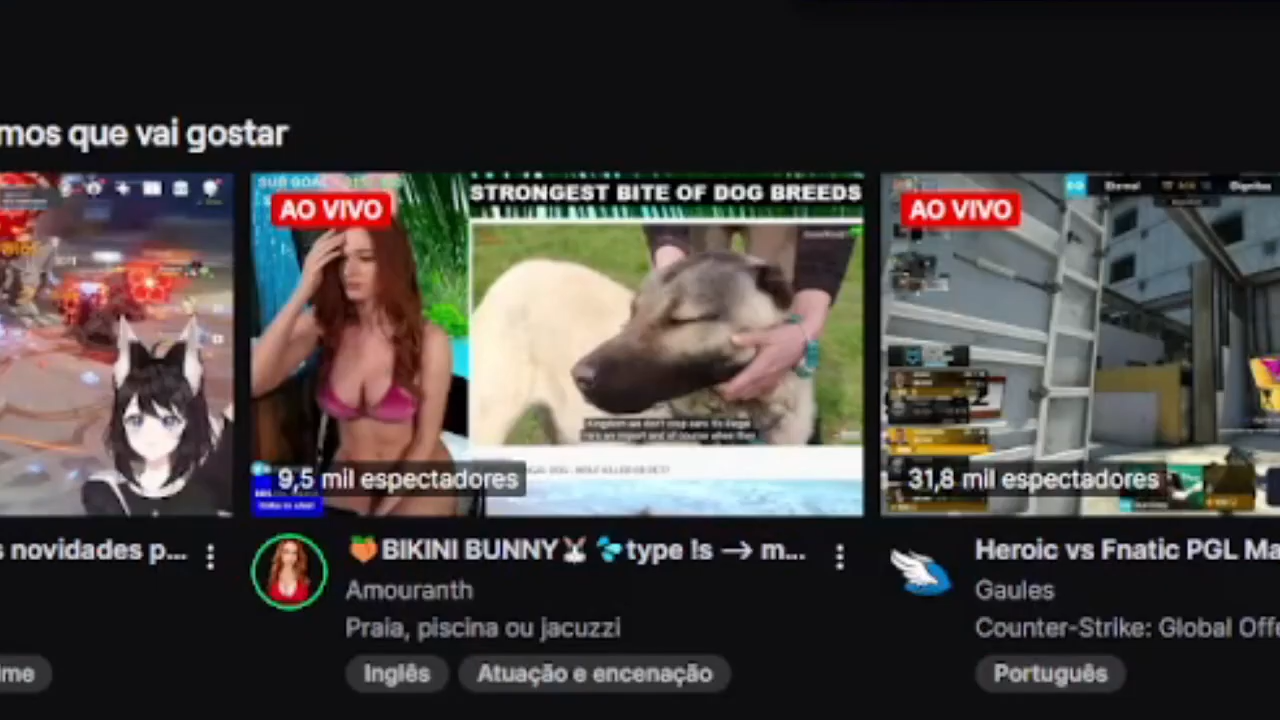 mos que vai gostar
AO VIVO
STRONGEST BITE OF DOG BREEDS
9,5 mil espectadores
AO VIVO
31,8 mil espectadores
s novidades p...
BIKINI BUNNY type !s → m...
Amouranth
Praia, piscina ou jacuzzi
Inglês
Atuação e encenação
Heroic vs Fnatic PGL Ma
Gaules
Counter-Strike: Global Offe
Português
ime